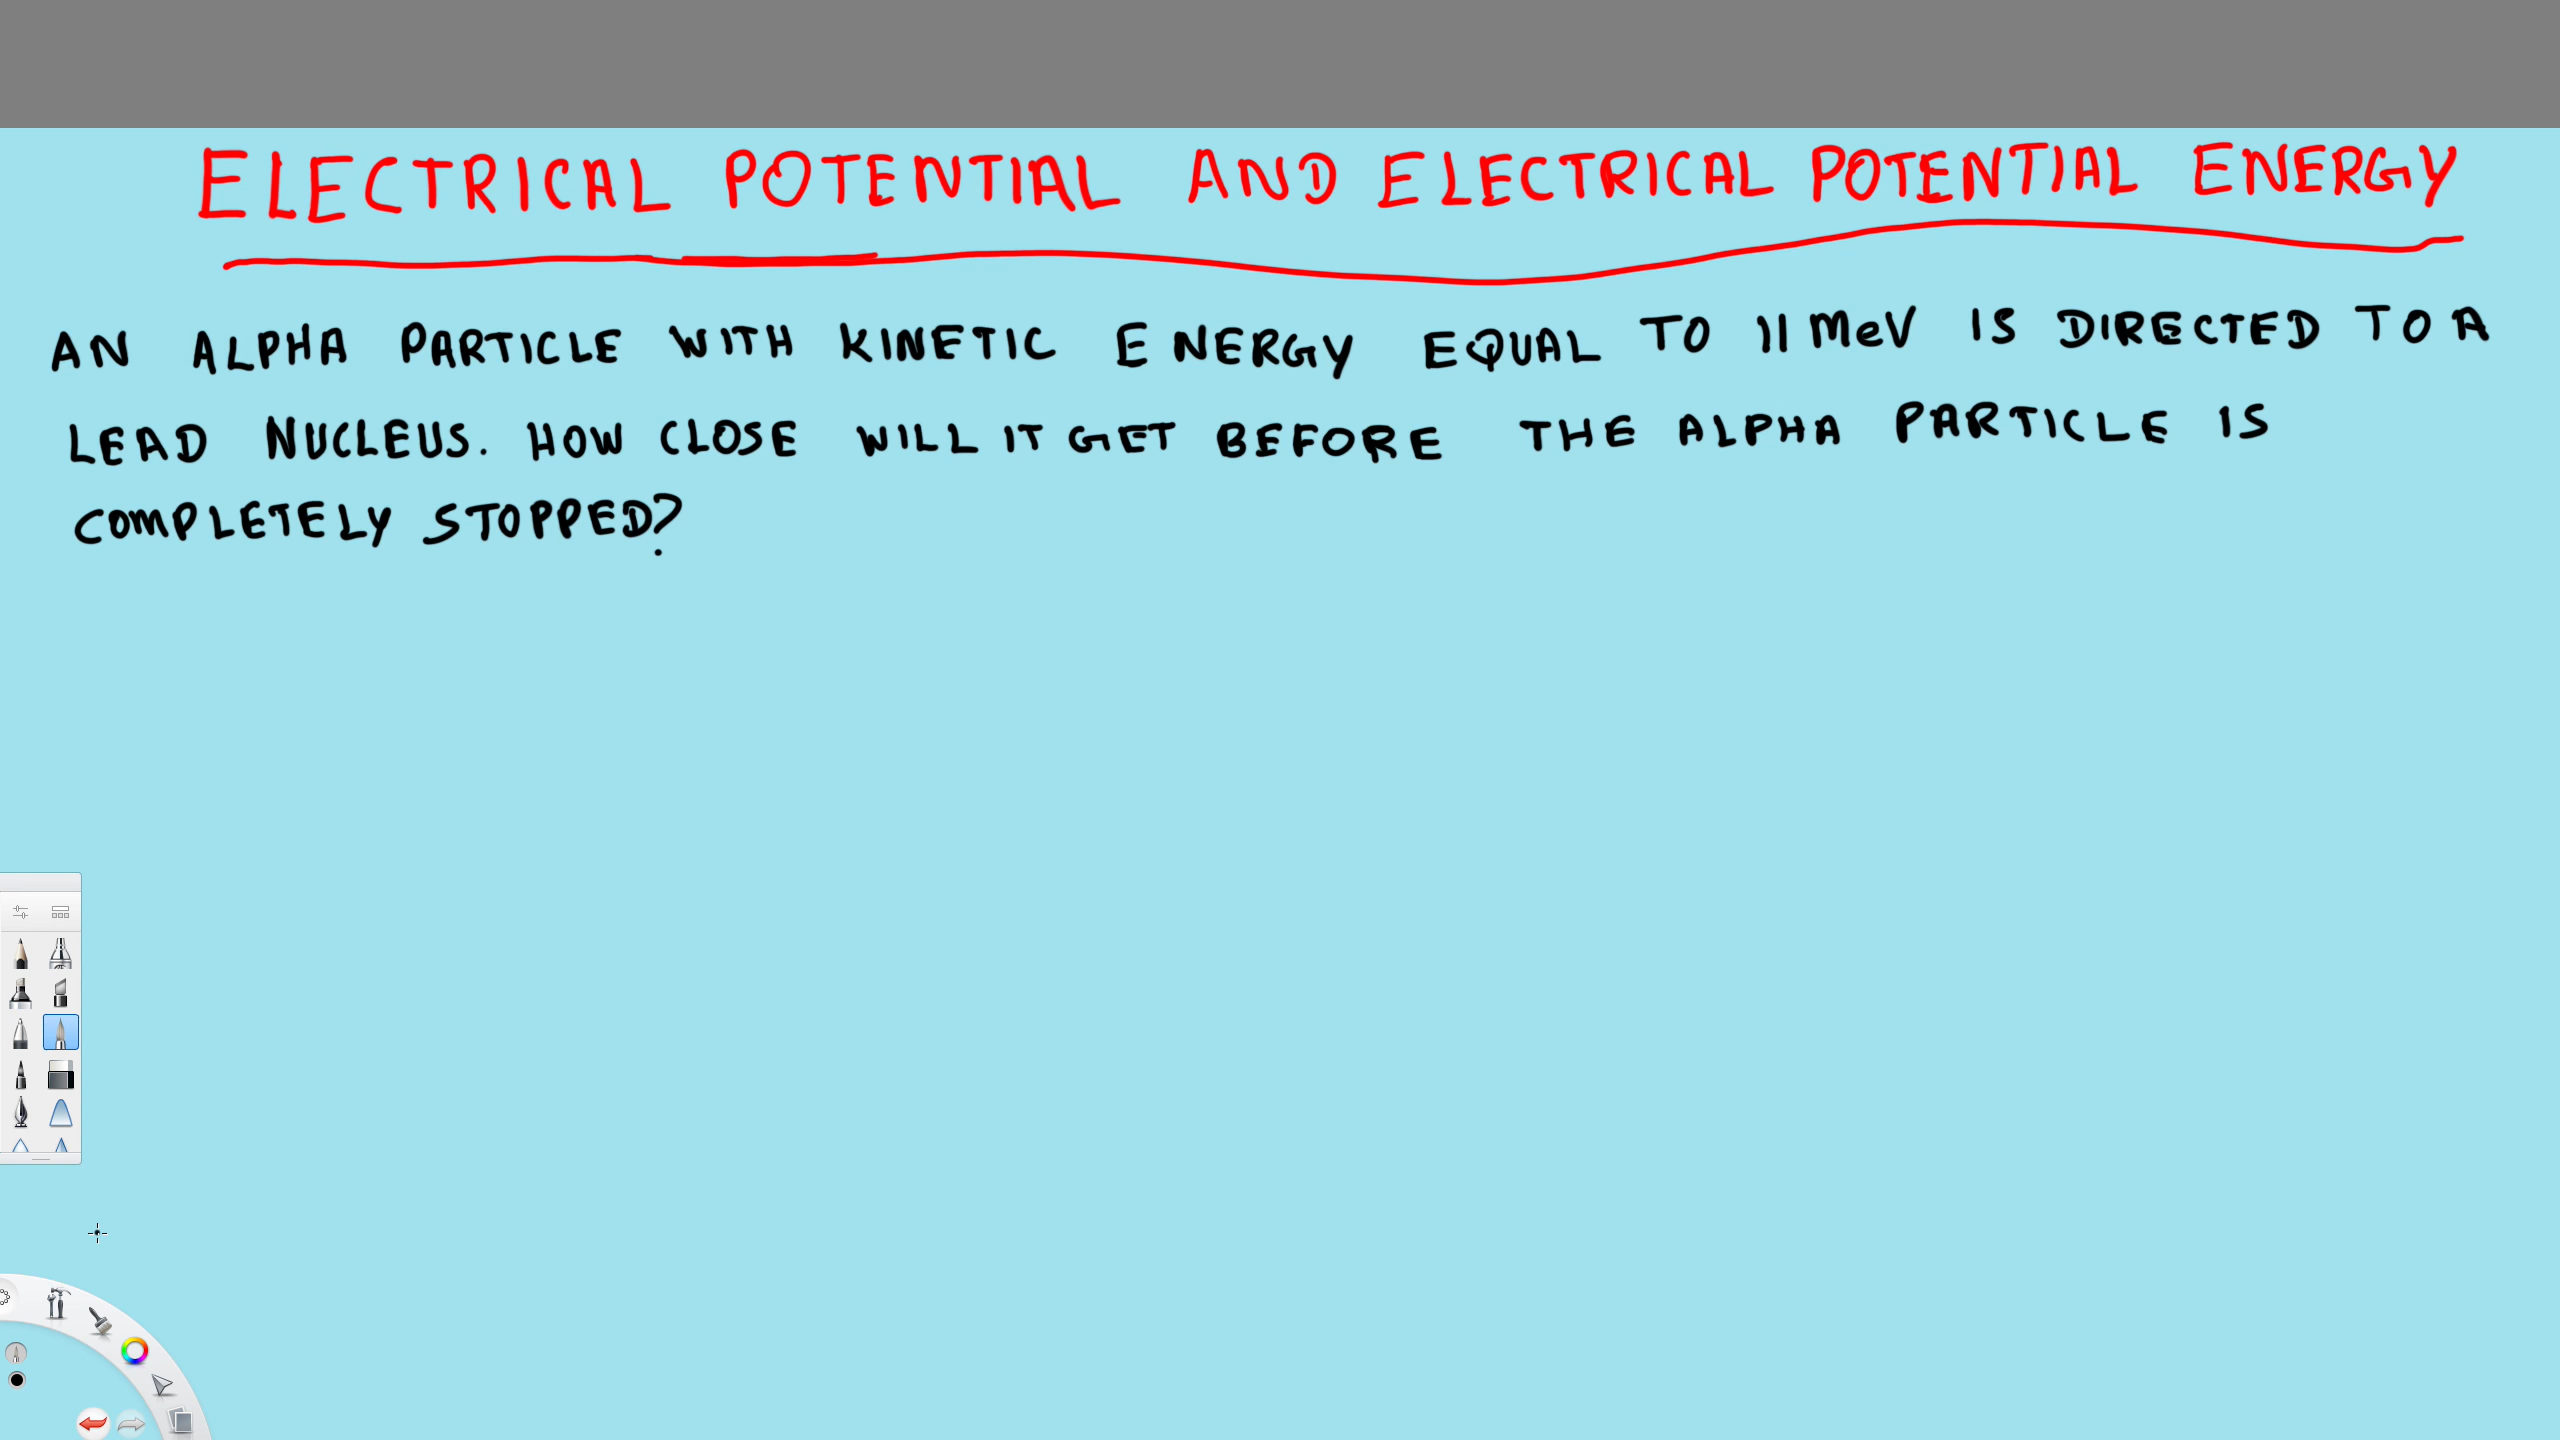 ELECTRICAL POTENTIAL AND ELECTRICAL POTENTIAL ENERGY
AN ALPHA PARTICLE WITH KINETIC ENERGY EQUAL TO 11 MeV IS DIRECTED TO A
LEAD NUCLEUS. HOW CLOSE WILL IT GET BEFORE THE ALPHA PARTICLE IS
COMPLETELY STOPPED?